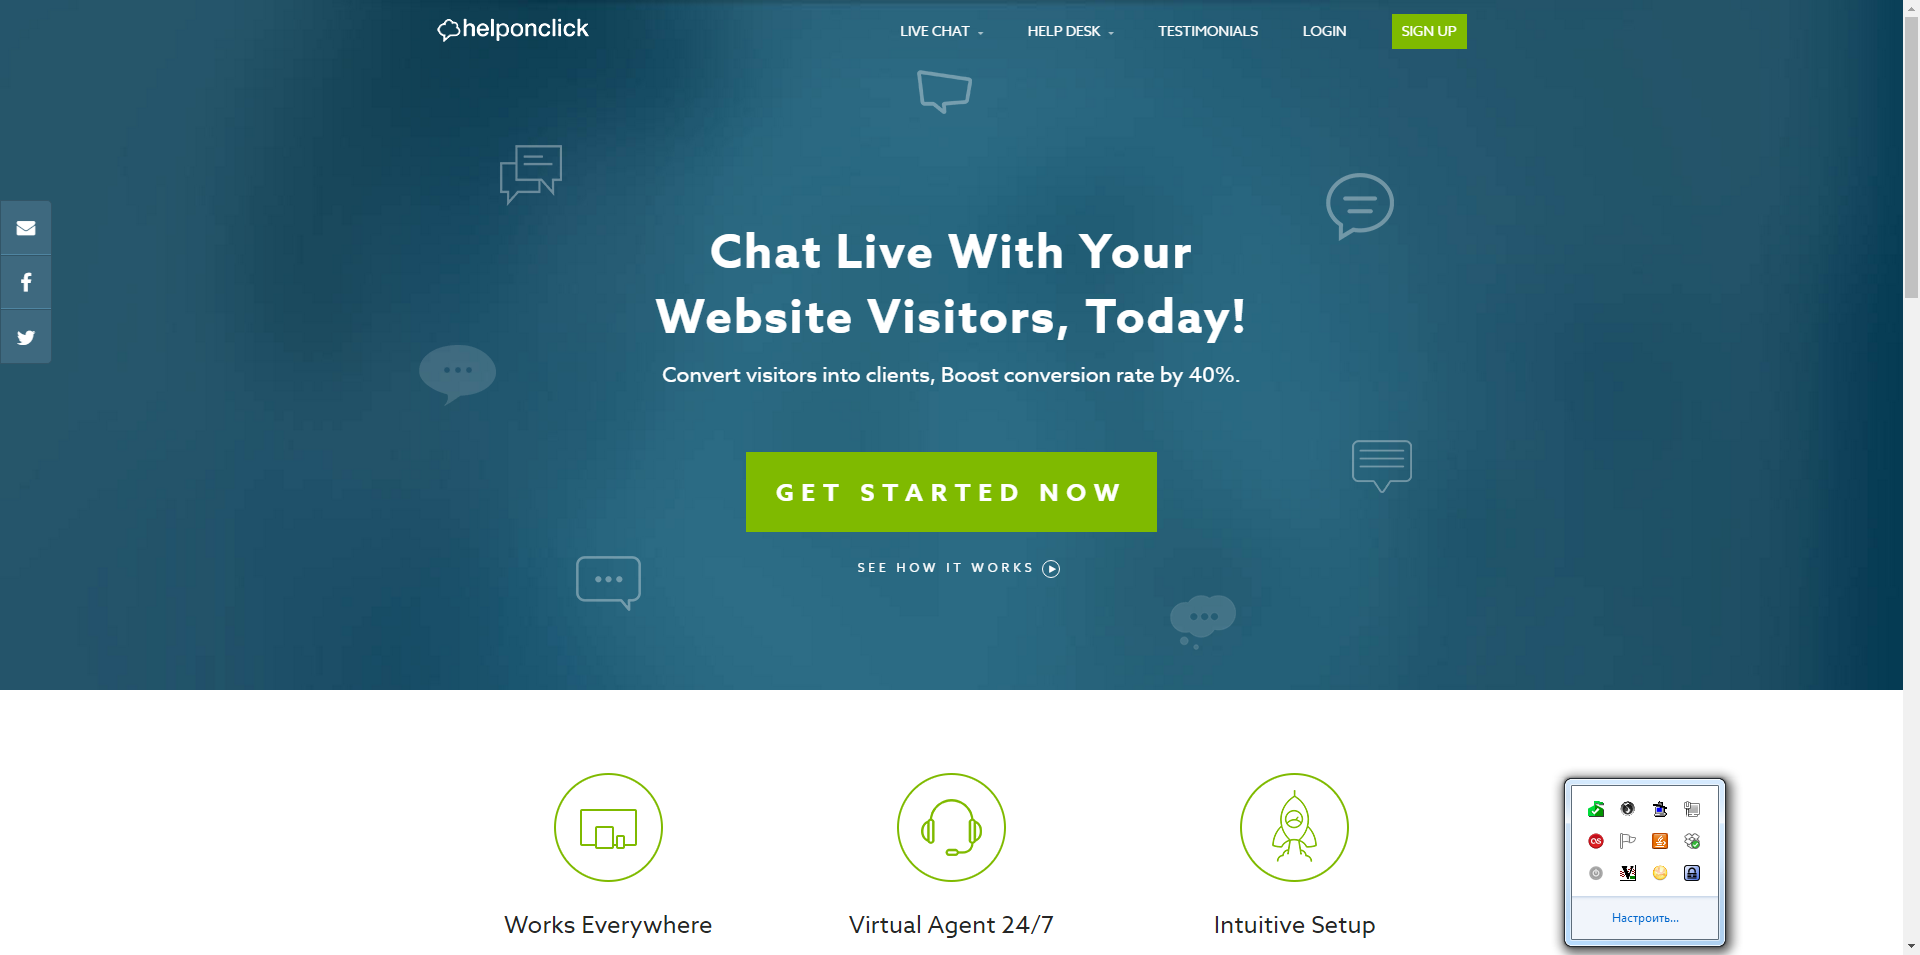 helponclick
LIVE CHAT
HELP DESK
TESTIMONIALS
LOGIN
SIGN UP
Chat Live With Your
Website Visitors, Today!
Convert visitors into clients, Boost conversion rate by 40%.
GET STARTED NOW
SEE HOW IT WORKS
Works Everywhere
Virtual Agent 24/7
Intuitive Setup
Настроить...